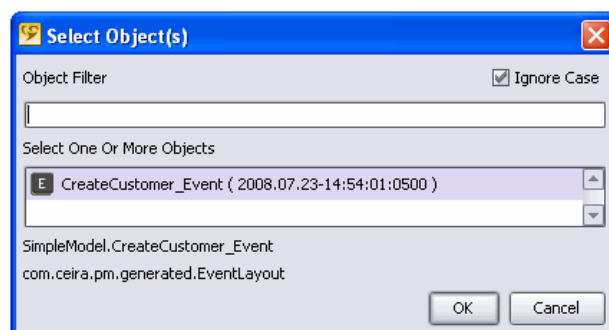 Select Object(s)
Object Filter Ignore Case
Select One Or More Objects
E CreateCustomer_Event ( 2008.07.23-14:54:01:0500 )
SimpleModel.CreateCustomer_Event
com.ceira.pm.generated.EventLayout
OK Cancel